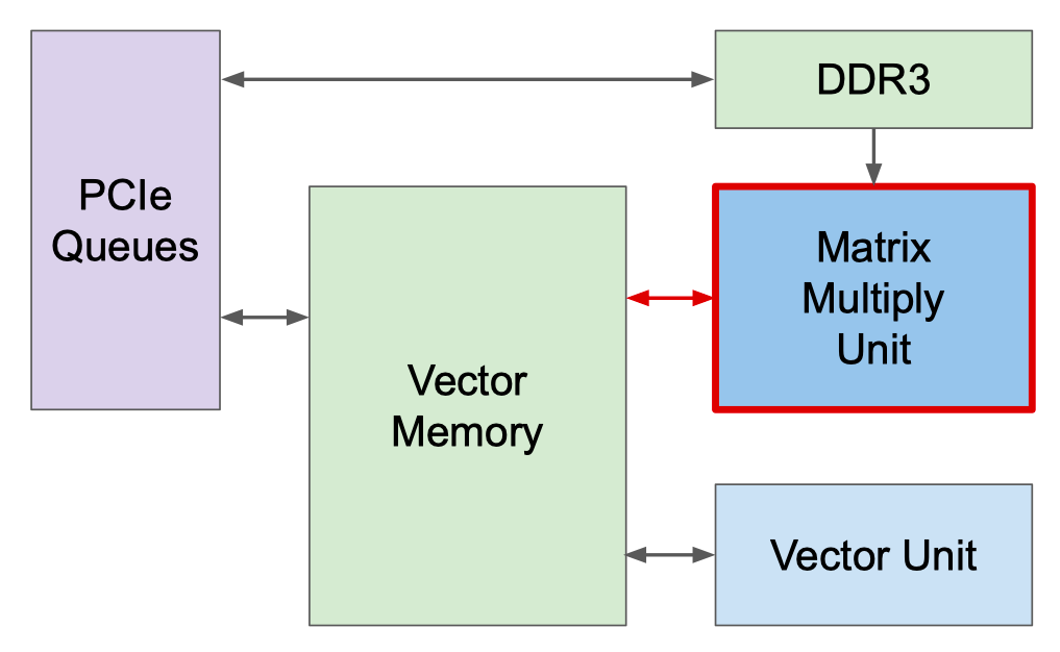 PCIe
Queues
DDR3
Matrix
Multiply
Unit
Vector
Memory
Vector Unit